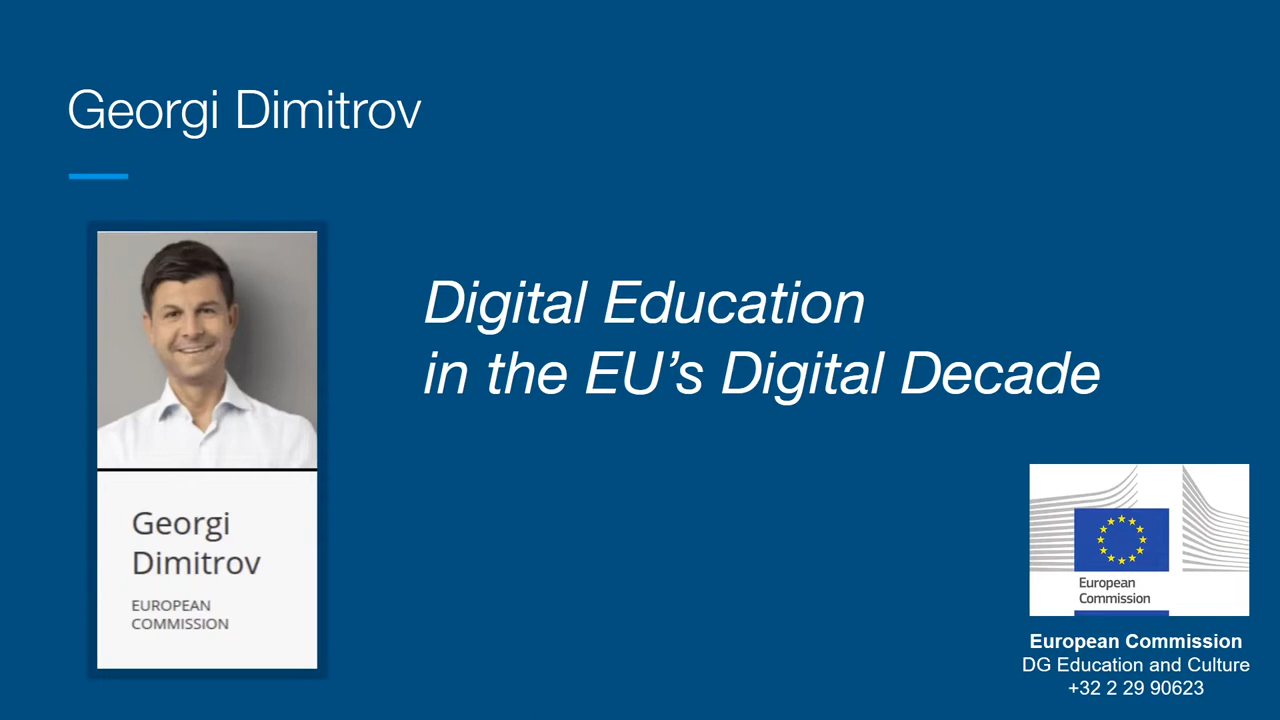 Georgi Dimitrov
Digital Education
in the EU’s Digital Decade
Georgi
Dimitrov
EUROPEAN
COMMISSION
European
Commission
European Commission
DG Education and Culture
+32 2 29 90623